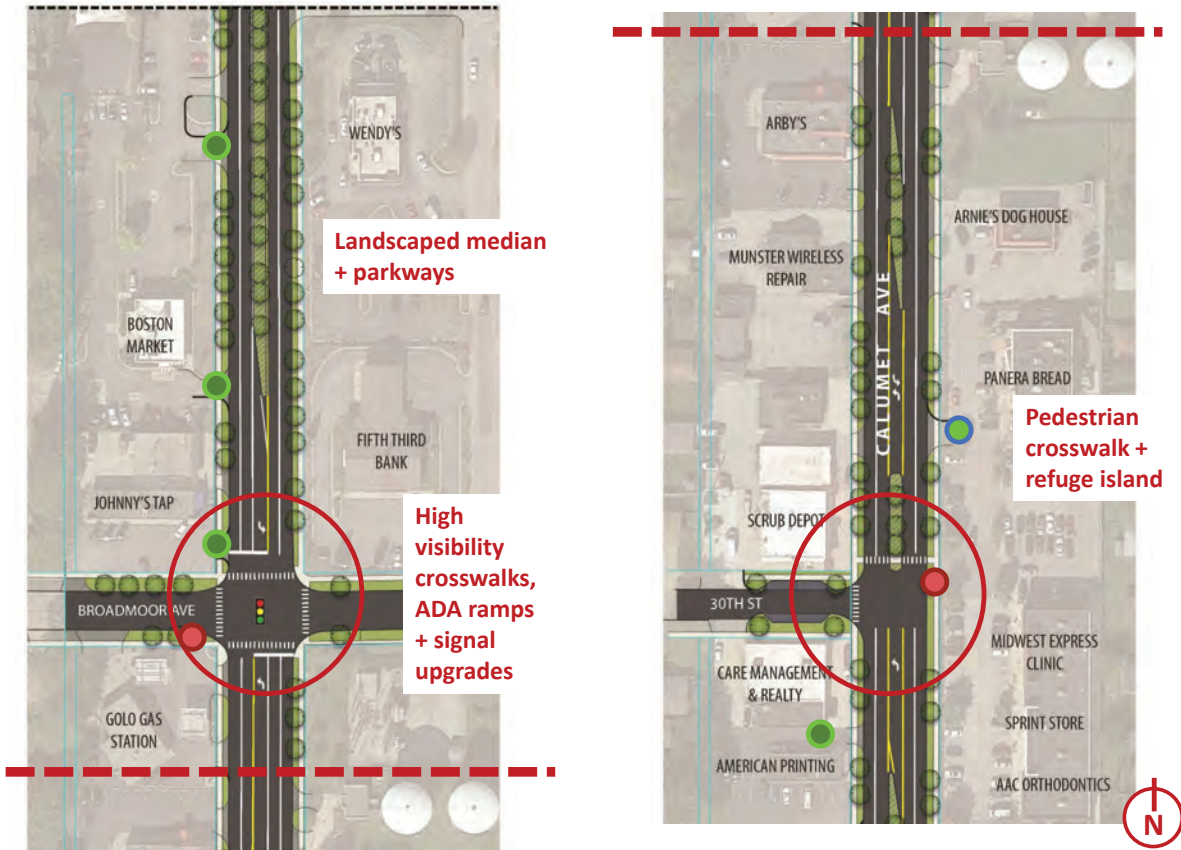 WENDY'S
Landscaped median
+ parkways
BOSTON
MARKET
FIFTH THIRD
BANK
JOHNNY'S TAP
High
visibility
crosswalks,
ADA ramps
+ signal
upgrades
BROADMOOR AVE
GOLO GAS
STATION
ARBY'S
ARNIE'S DOG HOUSE
MUNSTER WIRELESS
REPAIR
CALUMET AVE
PANERA BREAD
Pedestrian
crosswalk +
refuge island
SCRUB DEPOT
30TH ST
MIDWEST EXPRESS
CLINIC
CARE MANAGEMENT
& REALTY
SPRINT STORE
AMERICAN PRINTING
AAC ORTHODONTICS
N